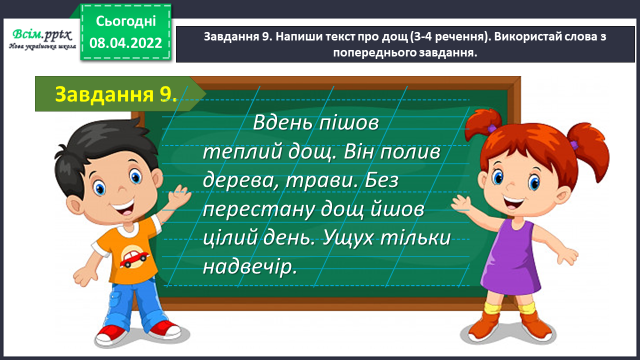 Всім.pptx
Нова українська школа
Сьогодні
08.04.2022
Завдання 9. Напиши текст про дощ (3-4 речення). Використай слова з
попереднього завдання.
Завдання 9.
Вдень пішов
теплий дощ. Він полив
дерева, трави. Без
перестану дощ йшов
цілий день. Ущух тільки
надвечір.